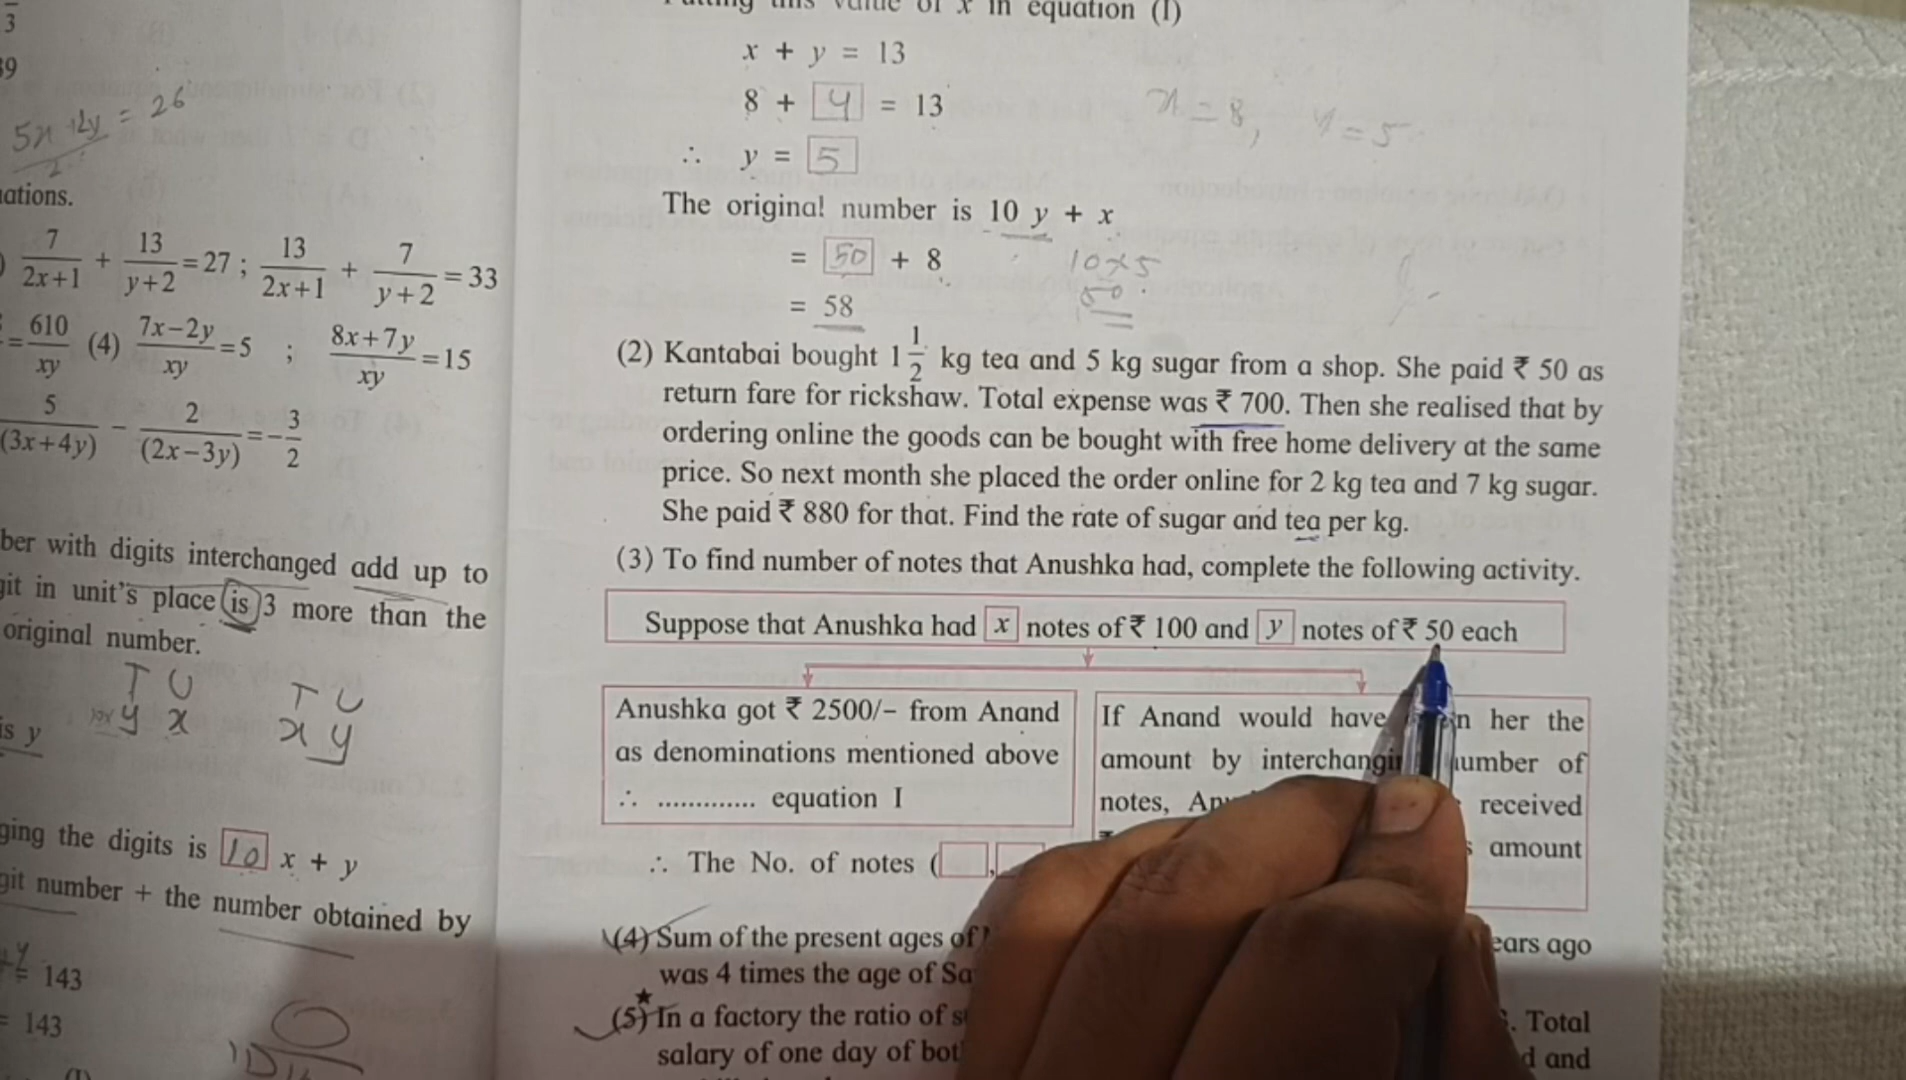 3
39
5x+2y = 26
2
uations.
7/2x+1 + 13/y+2 = 27 ; 13/2x+1 + 7/y+2 = 33
= 610/xy (4) 7x−2y/xy = 5 ; 8x+7y/xy = 15
5/(3x+4y) − 2/(2x−3y) = −3/2
ber with digits interchanged add up to
git in unit's place is 3 more than the
original number.
T U T U
y x x y
is y
ging the digits is 10 x + y
git number + the number obtained by
= 143
= 143
(I)
this value of x in equation (I)
x + y = 13
8 + y = 13
x = 8, y = 5
∴ y = 5
The original number is 10 y + x
= 50 + 8
10×5
50
= 58
(2) Kantabai bought 1 1/2 kg tea and 5 kg sugar from a shop. She paid ₹ 50 as
return fare for rickshaw. Total expense was ₹ 700. Then she realised that by
ordering online the goods can be bought with free home delivery at the same
price. So next month she placed the order online for 2 kg tea and 7 kg sugar.
She paid ₹ 880 for that. Find the rate of sugar and tea per kg.
(3) To find number of notes that Anushka had, complete the following activity.
Suppose that Anushka had x notes of ₹ 100 and y notes of ₹ 50 each
Anushka got ₹ 2500/− from Anand
as denominations mentioned above
∴ ............. equation I
If Anand would have her the
amount by interchanging number of
notes, received
amount
∴ The No. of notes ( ,
(4) Sum of the present ages of ears ago
was 4 times the age of Sa
★
(5) In a factory the ratio of s . Total
salary of one day of bot d and